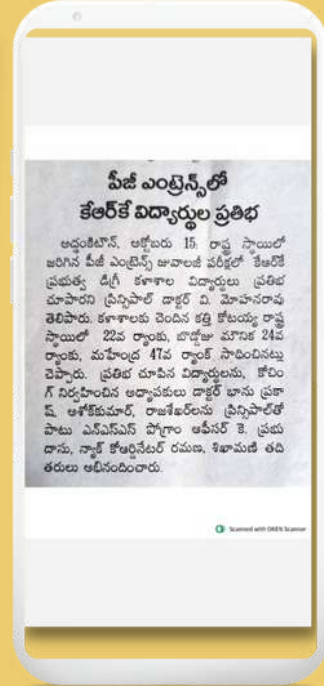 పీజీ ఎంట్రెన్స్‌లో
కేఆర్‌కే విద్యార్థుల ప్రతిభ
అద్దంకిటౌన్, అక్టోబరు 15: రాష్ట్ర స్థాయిలో
జరిగిన పీజీ ఎంట్రెన్స్ జువాలజీ పరీక్షలో కేఆర్‌కే
ప్రభుత్వ డిగ్రీ కళాశాల విద్యార్థులు ప్రతిభ
చూపారని ప్రిన్సిపాల్ డాక్టర్ వి. మోహనరావు
తెలిపారు. కళాశాలకు చెందిన కత్తి కోటయ్య రాష్ట్ర
స్థాయిలో 22వ ర్యాంకు, బొడ్డోజు మౌనిక 24వ
ర్యాంకు, మహేంద్ర 47వ ర్యాంక్ సాధించినట్లు
చెప్పారు. ప్రతిభ చూపిన విద్యార్థులను, కోచిం
గ్ నిర్వహించిన అధ్యాపకులు డాక్టర్ భాను ప్రకా
ష్, అశోక్‌కుమార్, రాజశేఖర్‌లను ప్రిన్సిపాల్‌తో
పాటు ఎన్ఎస్ఎస్ ప్రోగ్రాం ఆఫీసర్ కె. ప్రభు
దాసు, న్యాక్ కోఆర్డినేటర్ రమణ, శిఖామణి తది
తరులు అభినందించారు.
Scanned with OKEN Scanner